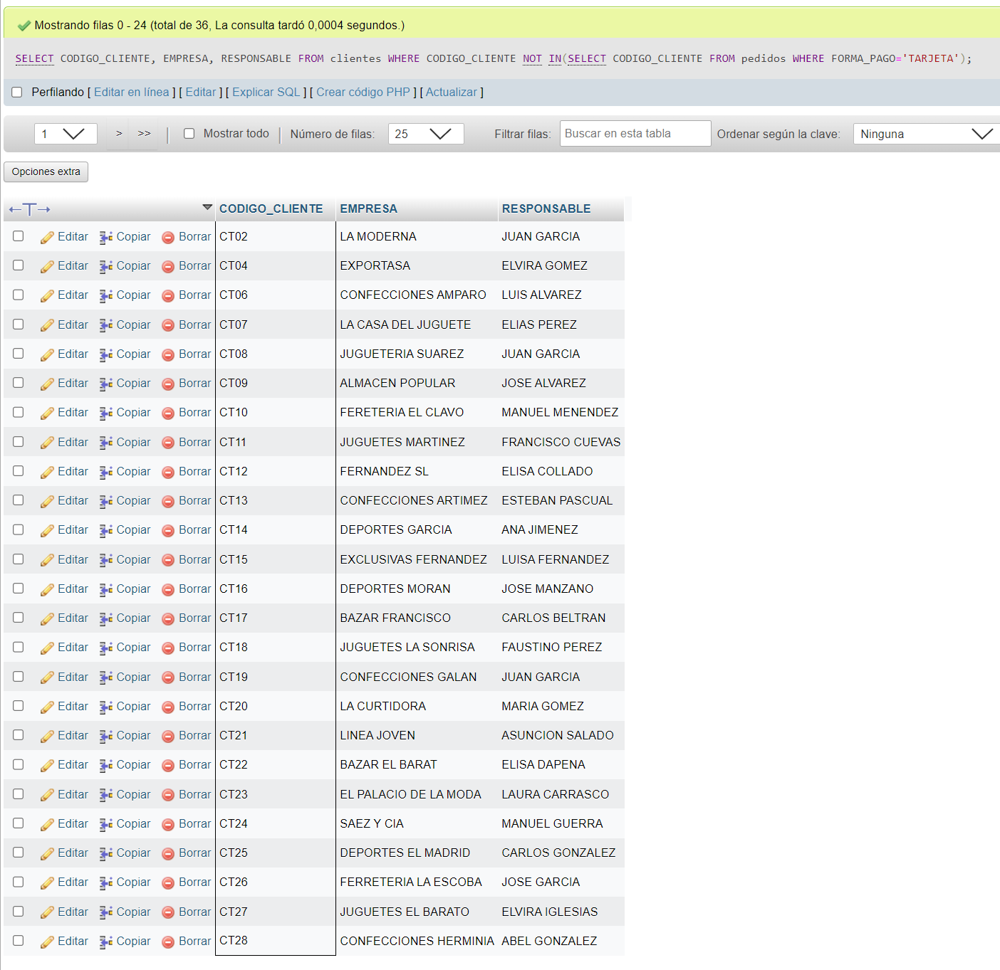 Mostrando filas 0 - 24 (total de 36, La consulta tardó 0,0004 segundos.)
SELECT CODIGO_CLIENTE, EMPRESA, RESPONSABLE FROM clientes WHERE CODIGO_CLIENTE NOT IN(SELECT CODIGO_CLIENTE FROM pedidos WHERE FORMA_PAGO='TARJETA');
Perfilando [ Editar en línea ] [ Editar ] [ Explicar SQL ] [ Crear código PHP ] [ Actualizar ]
1 > >> | Mostrar todo | Número de filas: 25 Filtrar filas: Buscar en esta tabla Ordenar según la clave: Ninguna
Opciones extra
←T→ CODIGO_CLIENTE EMPRESA RESPONSABLE
Editar Copiar Borrar CT02 LA MODERNA JUAN GARCIA
Editar Copiar Borrar CT04 EXPORTASA ELVIRA GOMEZ
Editar Copiar Borrar CT06 CONFECCIONES AMPARO LUIS ALVAREZ
Editar Copiar Borrar CT07 LA CASA DEL JUGUETE ELIAS PEREZ
Editar Copiar Borrar CT08 JUGUETERIA SUAREZ JUAN GARCIA
Editar Copiar Borrar CT09 ALMACEN POPULAR JOSE ALVAREZ
Editar Copiar Borrar CT10 FERETERIA EL CLAVO MANUEL MENENDEZ
Editar Copiar Borrar CT11 JUGUETES MARTINEZ FRANCISCO CUEVAS
Editar Copiar Borrar CT12 FERNANDEZ SL ELISA COLLADO
Editar Copiar Borrar CT13 CONFECCIONES ARTIMEZ ESTEBAN PASCUAL
Editar Copiar Borrar CT14 DEPORTES GARCIA ANA JIMENEZ
Editar Copiar Borrar CT15 EXCLUSIVAS FERNANDEZ LUISA FERNANDEZ
Editar Copiar Borrar CT16 DEPORTES MORAN JOSE MANZANO
Editar Copiar Borrar CT17 BAZAR FRANCISCO CARLOS BELTRAN
Editar Copiar Borrar CT18 JUGUETES LA SONRISA FAUSTINO PEREZ
Editar Copiar Borrar CT19 CONFECCIONES GALAN JUAN GARCIA
Editar Copiar Borrar CT20 LA CURTIDORA MARIA GOMEZ
Editar Copiar Borrar CT21 LINEA JOVEN ASUNCION SALADO
Editar Copiar Borrar CT22 BAZAR EL BARAT ELISA DAPENA
Editar Copiar Borrar CT23 EL PALACIO DE LA MODA LAURA CARRASCO
Editar Copiar Borrar CT24 SAEZ Y CIA MANUEL GUERRA
Editar Copiar Borrar CT25 DEPORTES EL MADRID CARLOS GONZALEZ
Editar Copiar Borrar CT26 FERRETERIA LA ESCOBA JOSE GARCIA
Editar Copiar Borrar CT27 JUGUETES EL BARATO ELVIRA IGLESIAS
Editar Copiar Borrar CT28 CONFECCIONES HERMINIA ABEL GONZALEZ